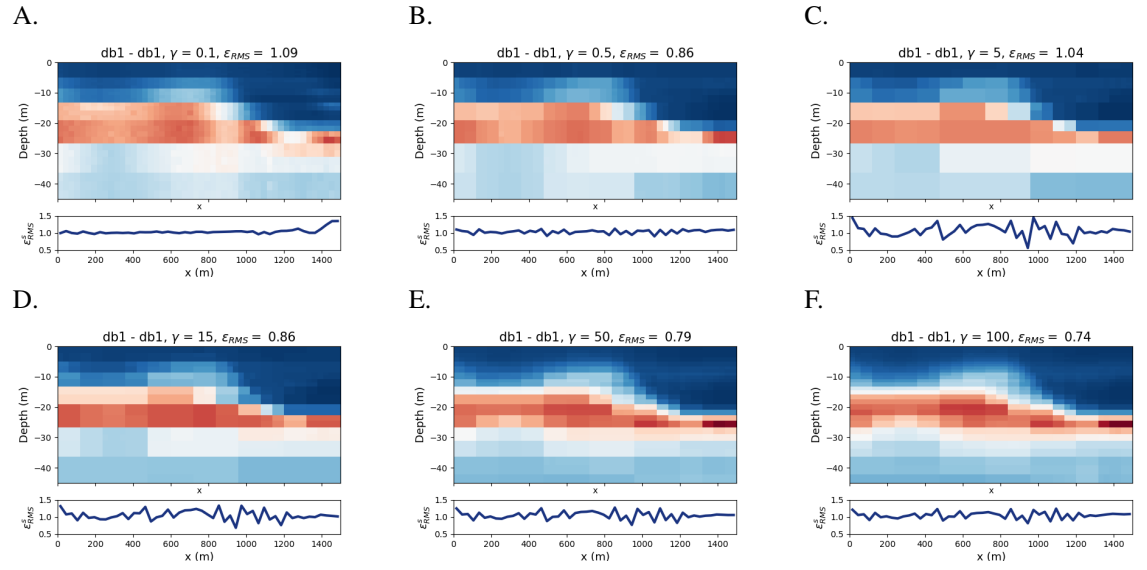 A.
db1 - db1, γ = 0.1, ε_RMS = 1.09
Depth (m)
0
−10
−20
−30
−40
x
ε^s_RMS
1.5
1.0
0.5
0 200 400 600 800 1000 1200 1400
x (m)
B.
db1 - db1, γ = 0.5, ε_RMS = 0.86
Depth (m)
0
−10
−20
−30
−40
x
ε^s_RMS
1.5
1.0
0.5
0 200 400 600 800 1000 1200 1400
x (m)
C.
db1 - db1, γ = 5, ε_RMS = 1.04
Depth (m)
0
−10
−20
−30
−40
x
ε^s_RMS
1.5
1.0
0.5
0 200 400 600 800 1000 1200 1400
x (m)
D.
db1 - db1, γ = 15, ε_RMS = 0.86
Depth (m)
0
−10
−20
−30
−40
x
ε^s_RMS
1.5
1.0
0.5
0 200 400 600 800 1000 1200 1400
x (m)
E.
db1 - db1, γ = 50, ε_RMS = 0.79
Depth (m)
0
−10
−20
−30
−40
x
ε^s_RMS
1.5
1.0
0.5
0 200 400 600 800 1000 1200 1400
x (m)
F.
db1 - db1, γ = 100, ε_RMS = 0.74
Depth (m)
0
−10
−20
−30
−40
x
ε^s_RMS
1.5
1.0
0.5
0 200 400 600 800 1000 1200 1400
x (m)